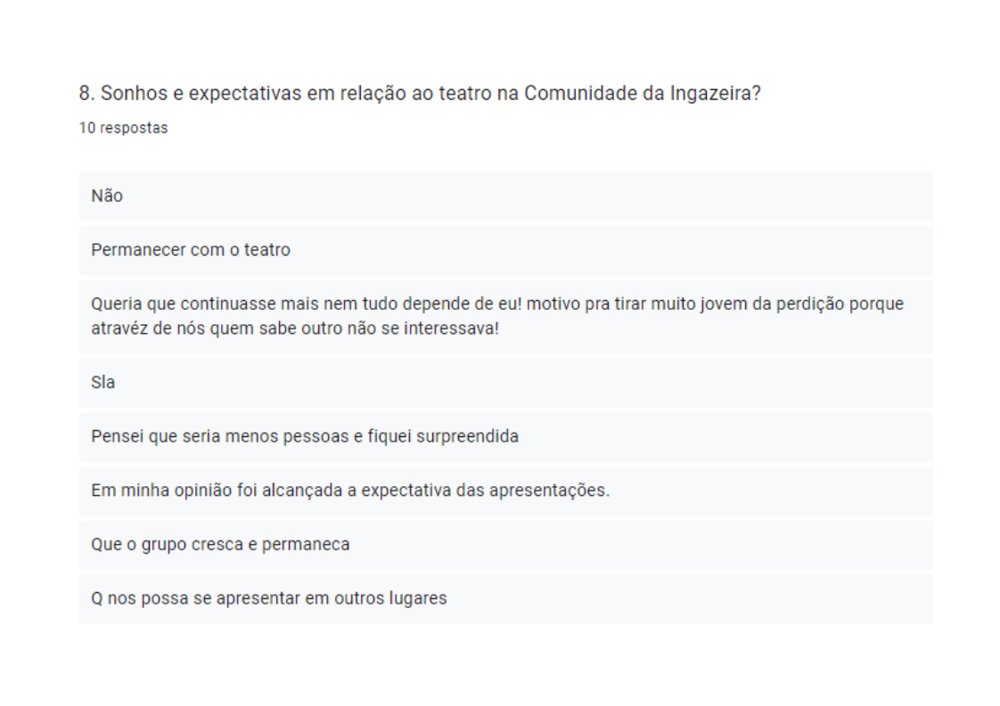 8. Sonhos e expectativas em relação ao teatro na Comunidade da Ingazeira?
10 respostas
Não
Permanecer com o teatro
Queria que continuasse mais nem tudo depende de eu! motivo pra tirar muito jovem da perdição porque
atravéz de nós quem sabe outro não se interessava!
Sla
Pensei que seria menos pessoas e fiquei surpreendida
Em minha opinião foi alcançada a expectativa das apresentações.
Que o grupo cresca e permaneca
Q nos possa se apresentar em outros lugares